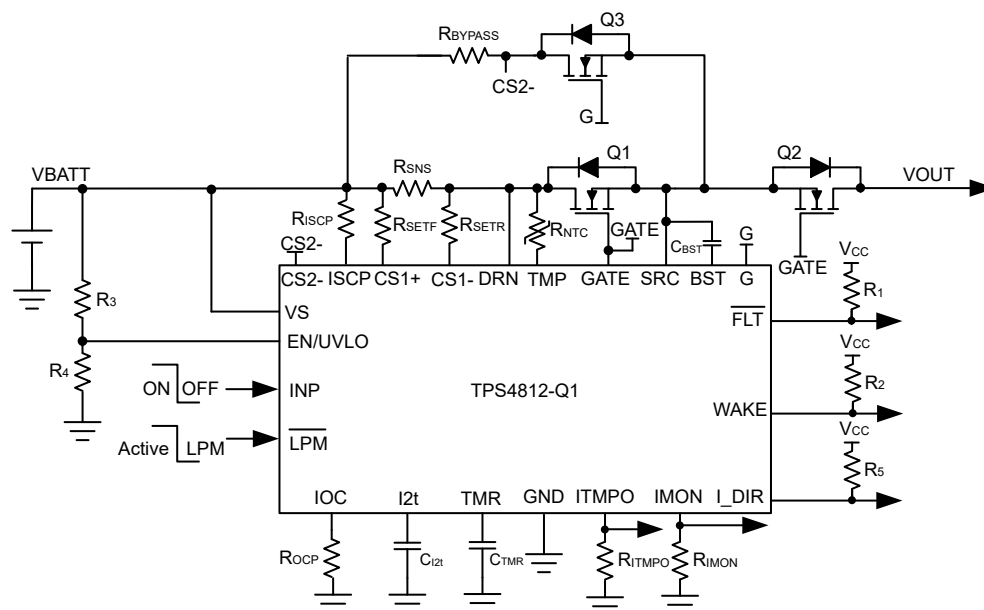 RBYPASS
Q3
CS2-
G
VBATT
RSNS
Q1
Q2
VOUT
RISCP
RSETF
RSETR
RNTC
GATE
CBST
G
GATE
CS2-
CS2- ISCP CS1+ CS1- DRN TMP GATE SRC BST G
VCC
R1
R3
VS
FLT
EN/UVLO
R4
VCC
R2
ON OFF
INP
TPS4812-Q1
WAKE
Active LPM
LPM
VCC
R5
IOC I2t TMR GND ITMPO IMON I_DIR
ROCP
CI2t
CTMR
RITMPO
RIMON